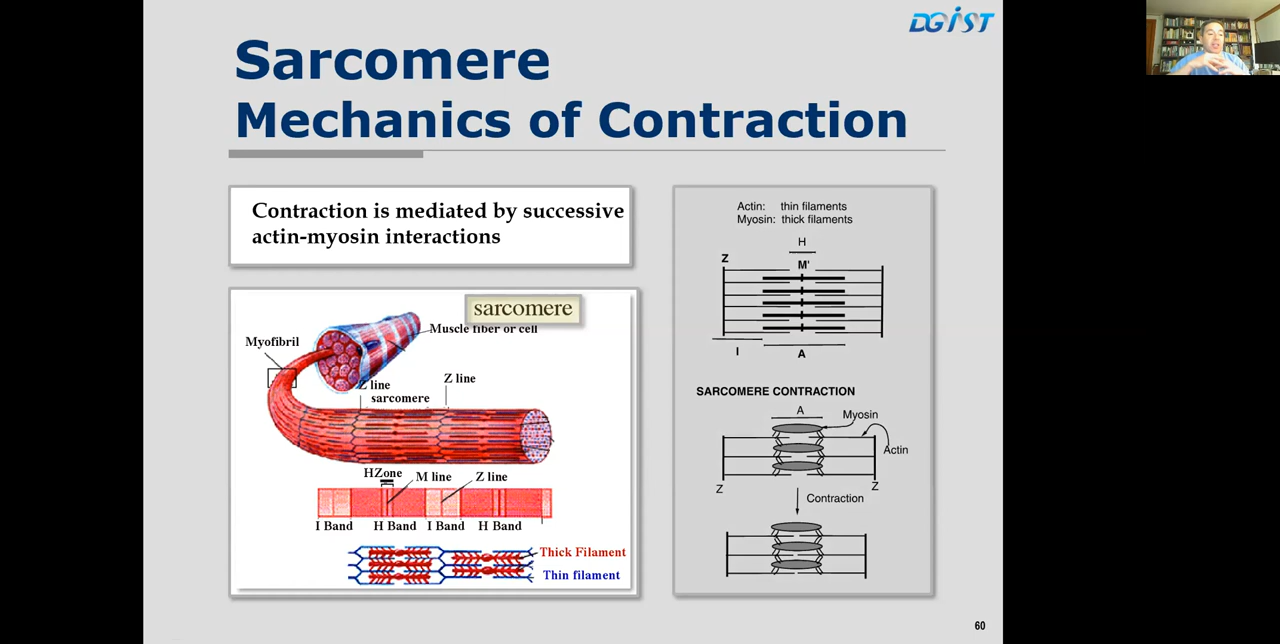 DGIST
Sarcomere
Mechanics of Contraction
Contraction is mediated by successive
actin-myosin interactions
sarcomere
Muscle fiber or cell
Myofibril
Z line
Z line
sarcomere
HZone
M line
Z line
I Band
H Band
I Band
H Band
Thick Filament
Thin filament
Actin: thin filaments
Myosin: thick filaments
H
Z
M'
I
A
SARCOMERE CONTRACTION
A
Myosin
Actin
Z
Z
Contraction
60